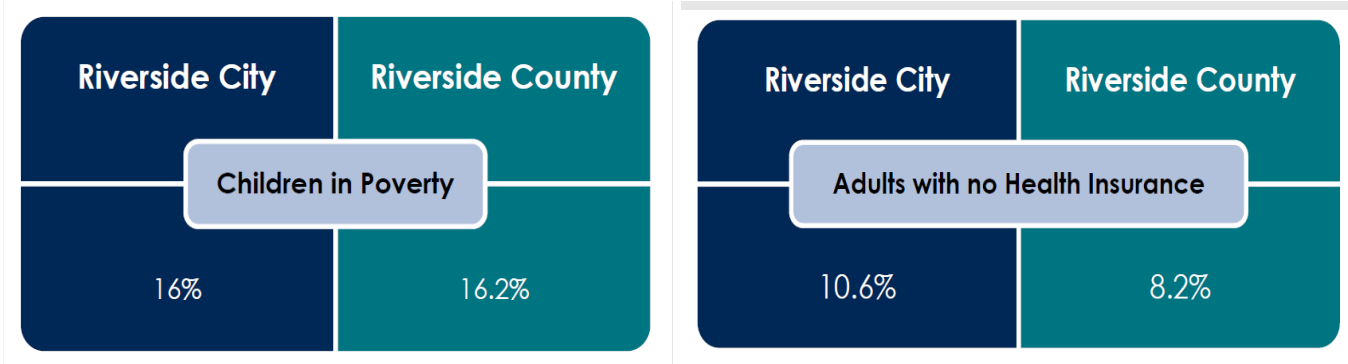 Riverside City
Riverside County
Children in Poverty
16%
16.2%
Riverside City
Riverside County
Adults with no Health Insurance
10.6%
8.2%